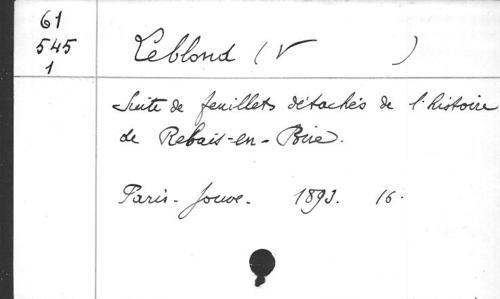 61
545
1
Leblond (V )
Suite de feuillets détachés de l'histoire
de Rebais-en-Brie.
Paris. Jouve. 1893. 16.